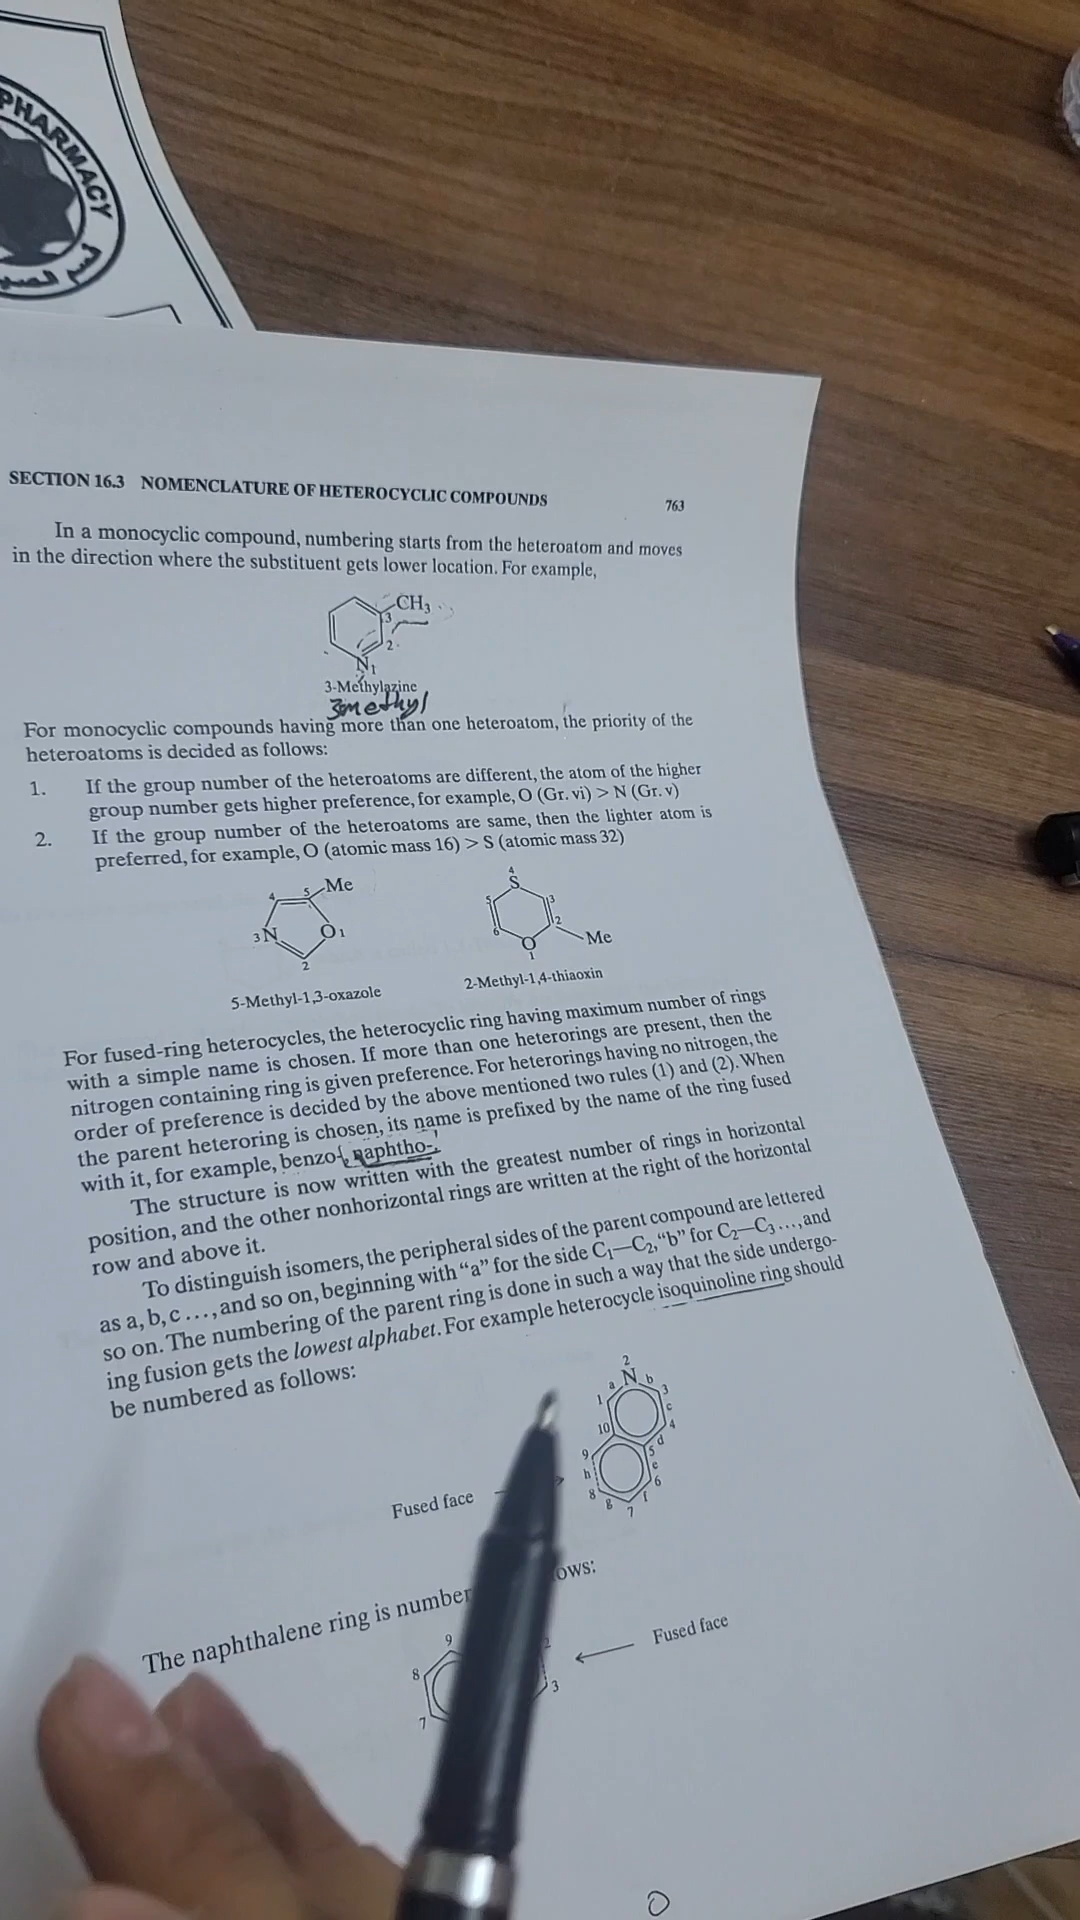 PHARMACY
SECTION 16.3 NOMENCLATURE OF HETEROCYCLIC COMPOUNDS
763
In a monocyclic compound, numbering starts from the heteroatom and moves
in the direction where the substituent gets lower location. For example,
CH3
3
2
N1
3-Methylazine
3methyl
For monocyclic compounds having more than one heteroatom, the priority of the
heteroatoms is decided as follows:
1. If the group number of the heteroatoms are different, the atom of the higher
group number gets higher preference, for example, O (Gr. vi) > N (Gr. v)
2. If the group number of the heteroatoms are same, then the lighter atom is
preferred, for example, O (atomic mass 16) > S (atomic mass 32)
4 5 Me
3N O1
2
4
S
5 3
6 2
O Me
1
5-Methyl-1,3-oxazole
2-Methyl-1,4-thiaoxin
For fused-ring heterocycles, the heterocyclic ring having maximum number of rings
with a simple name is chosen. If more than one heterorings are present, then the
nitrogen containing ring is given preference. For heterorings having no nitrogen, the
order of preference is decided by the above mentioned two rules (1) and (2). When
the parent heteroring is chosen, its name is prefixed by the name of the ring fused
with it, for example, benzo-, naphtho-.
The structure is now written with the greatest number of rings in horizontal
position, and the other nonhorizontal rings are written at the right of the horizontal
row and above it.
To distinguish isomers, the peripheral sides of the parent compound are lettered
as a, b, c ..., and so on, beginning with "a" for the side C1—C2, "b" for C2—C3 ..., and
so on. The numbering of the parent ring is done in such a way that the side undergo-
ing fusion gets the lowest alphabet. For example heterocycle isoquinoline ring should
be numbered as follows:
2
a N b
1 3
c
10 4
d
9 5
h e
8 6
g f
7
Fused face
The naphthalene ring is number
ows:
9
8 2
7 3
Fused face